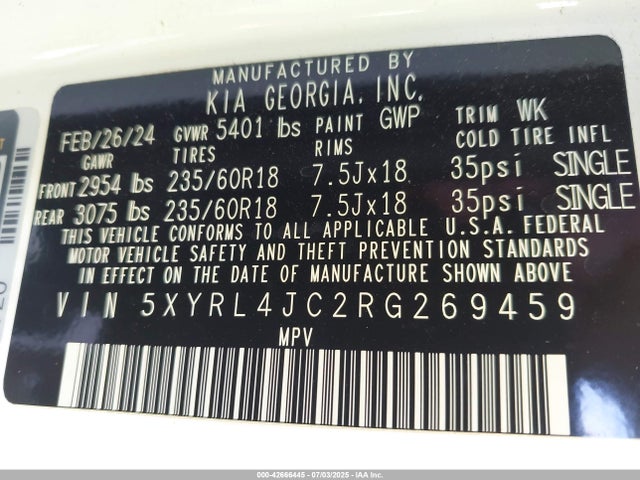 MANUFACTURED BY
KIA GEORGIA, INC.
FEB/26/24 GVWR 5401 lbs PAINT GWP TRIM WK
GAWR TIRES RIMS COLD TIRE INFL
FRONT 2954 lbs 235/60R18 7.5Jx18 35psi SINGLE
REAR 3075 lbs 235/60R18 7.5Jx18 35psi SINGLE
THIS VEHICLE CONFORMS TO ALL APPLICABLE U.S.A. FEDERAL
MOTOR VEHICLE SAFETY AND THEFT PREVENTION STANDARDS
IN EFFECT ON THE DATE OF MANUFACTURE SHOWN ABOVE
VIN 5XYRL4JC2RG269459
MPV
000-42666445 - 07/03/2025 - IAA Inc.